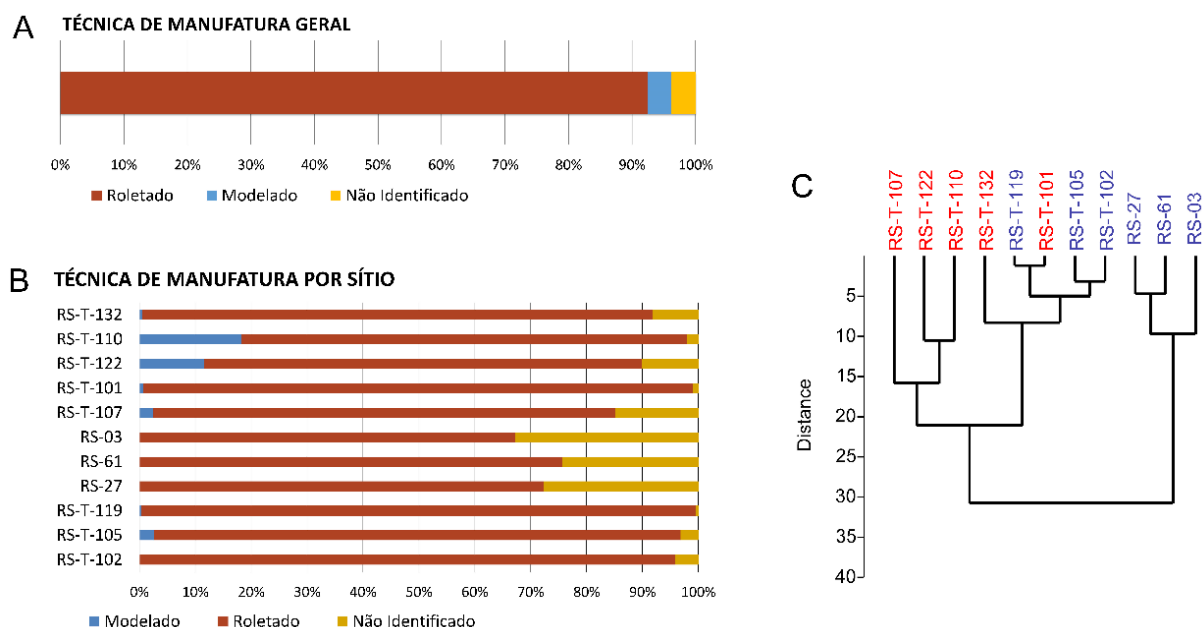 A TÉCNICA DE MANUFATURA GERAL
0% 10% 20% 30% 40% 50% 60% 70% 80% 90% 100%
Roletado Modelado Não Identificado
B TÉCNICA DE MANUFATURA POR SÍTIO
RS-T-132
RS-T-110
RS-T-122
RS-T-101
RS-T-107
RS-03
RS-61
RS-27
RS-T-119
RS-T-105
RS-T-102
0% 10% 20% 30% 40% 50% 60% 70% 80% 90% 100%
Modelado Roletado Não Identificado
C
RS-T-107
RS-T-122
RS-T-110
RS-T-132
RS-T-119
RS-T-101
RS-T-105
RS-T-102
RS-27
RS-61
RS-03
Distance
5
10
15
20
25
30
35
40